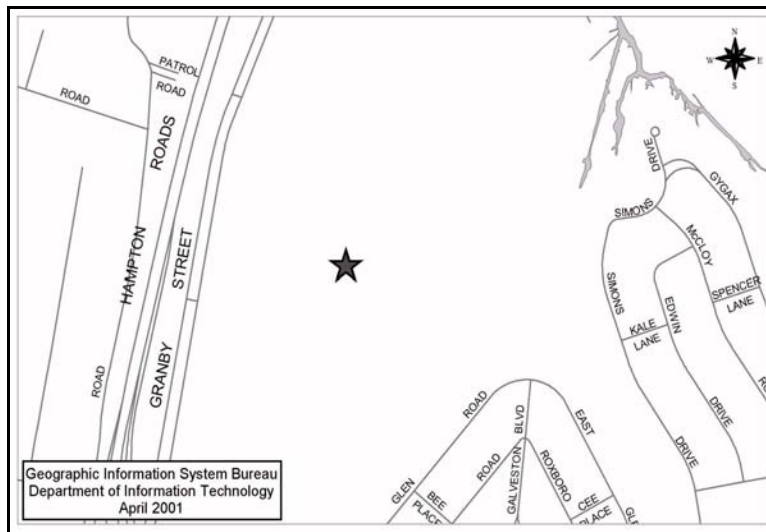 N
W E
S
PATROL
ROAD
ROAD
ROADS
HAMPTON
STREET
GRANBY
ROAD
DRIVE
GYGAX
SIMONS
McCLOY
SIMONS
EDWIN
SPENCER
LANE
KALE
LANE
DRIVE
DRIVE
ROAD
GLEN
BEE
PLACE
ROAD
GALVESTON BLVD
ROXBORO
EAST
CEE
PLACE
Geographic Information System Bureau
Department of Information Technology
April 2001